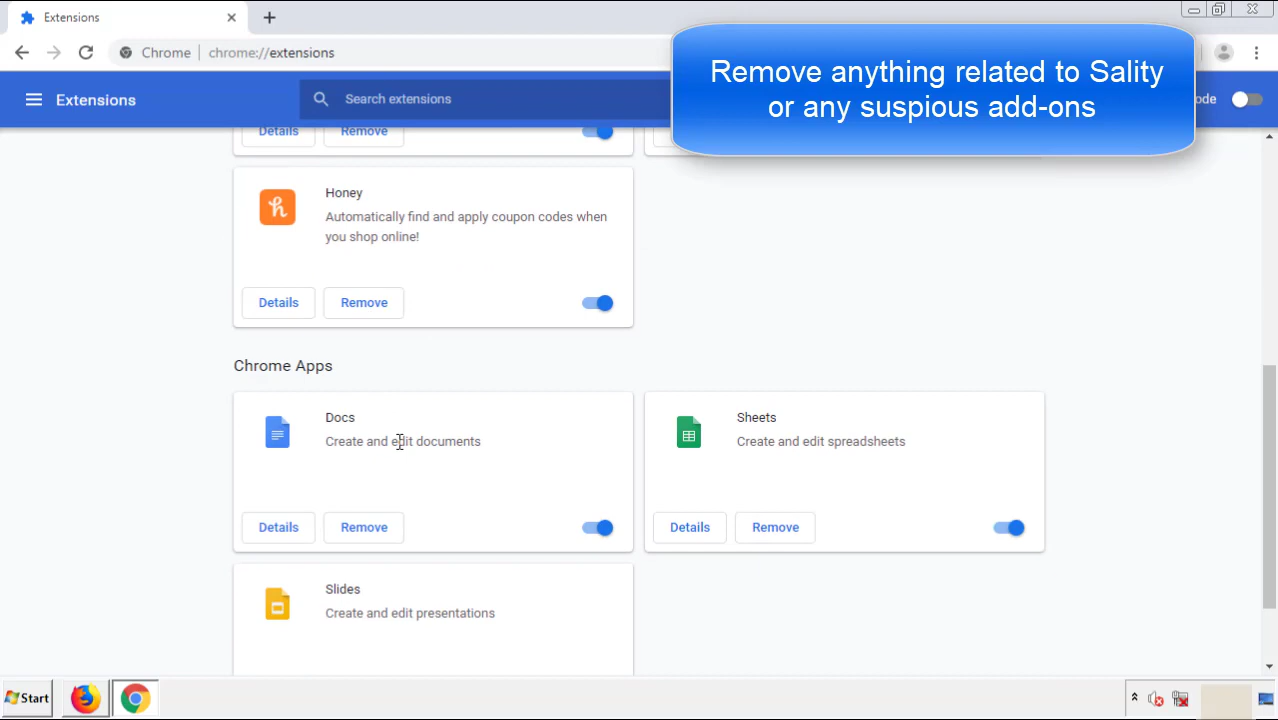 Extensions
Chrome chrome://extensions
Remove anything related to Sality
or any suspious add-ons
Extensions
Search extensions
ode
Details Remove
Honey
Automatically find and apply coupon codes when
you shop online!
Details Remove
Chrome Apps
Docs
Create and edit documents
Details Remove
Sheets
Create and edit spreadsheets
Details Remove
Slides
Create and edit presentations
Start